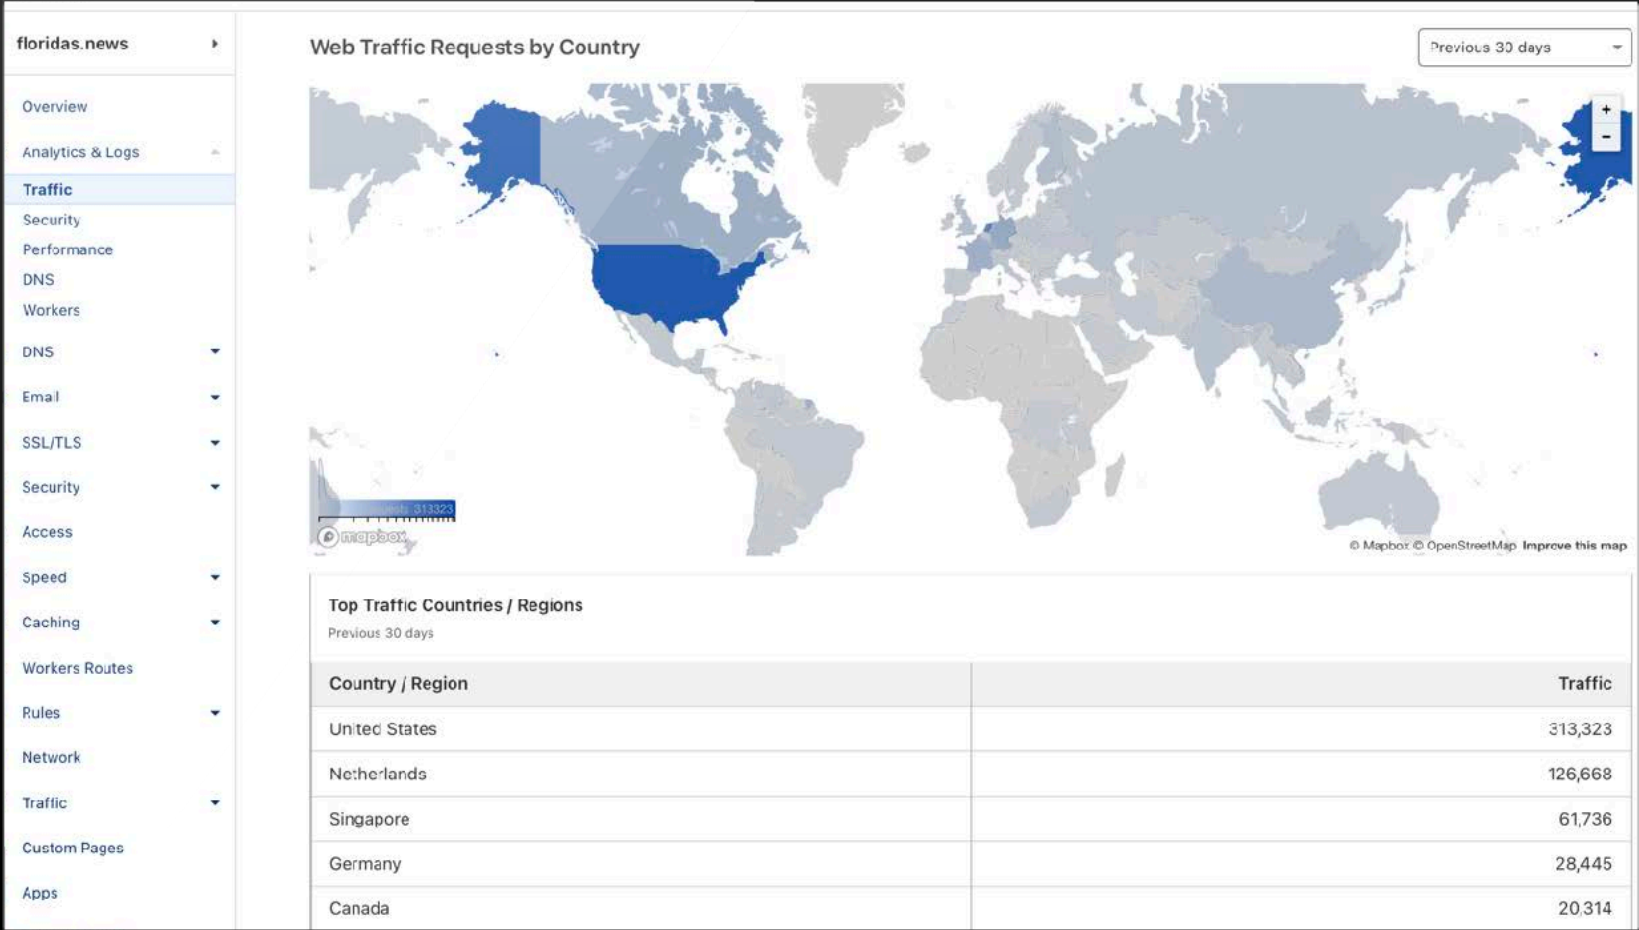 floridas.news
Overview
Analytics & Logs
Traffic
Security
Performance
DNS
Workers
DNS
Email
SSL/TLS
Security
Access
Speed
Caching
Workers Routes
Rules
Network
Traffic
Custom Pages
Apps
Web Traffic Requests by Country
Previous 30 days
+
−
313323
mapbox
© Mapbox © OpenStreetMap Improve this map
Top Traffic Countries / Regions
Previous 30 days
Country / Region Traffic
United States 313,323
Netherlands 126,668
Singapore 61,736
Germany 28,445
Canada 20,314